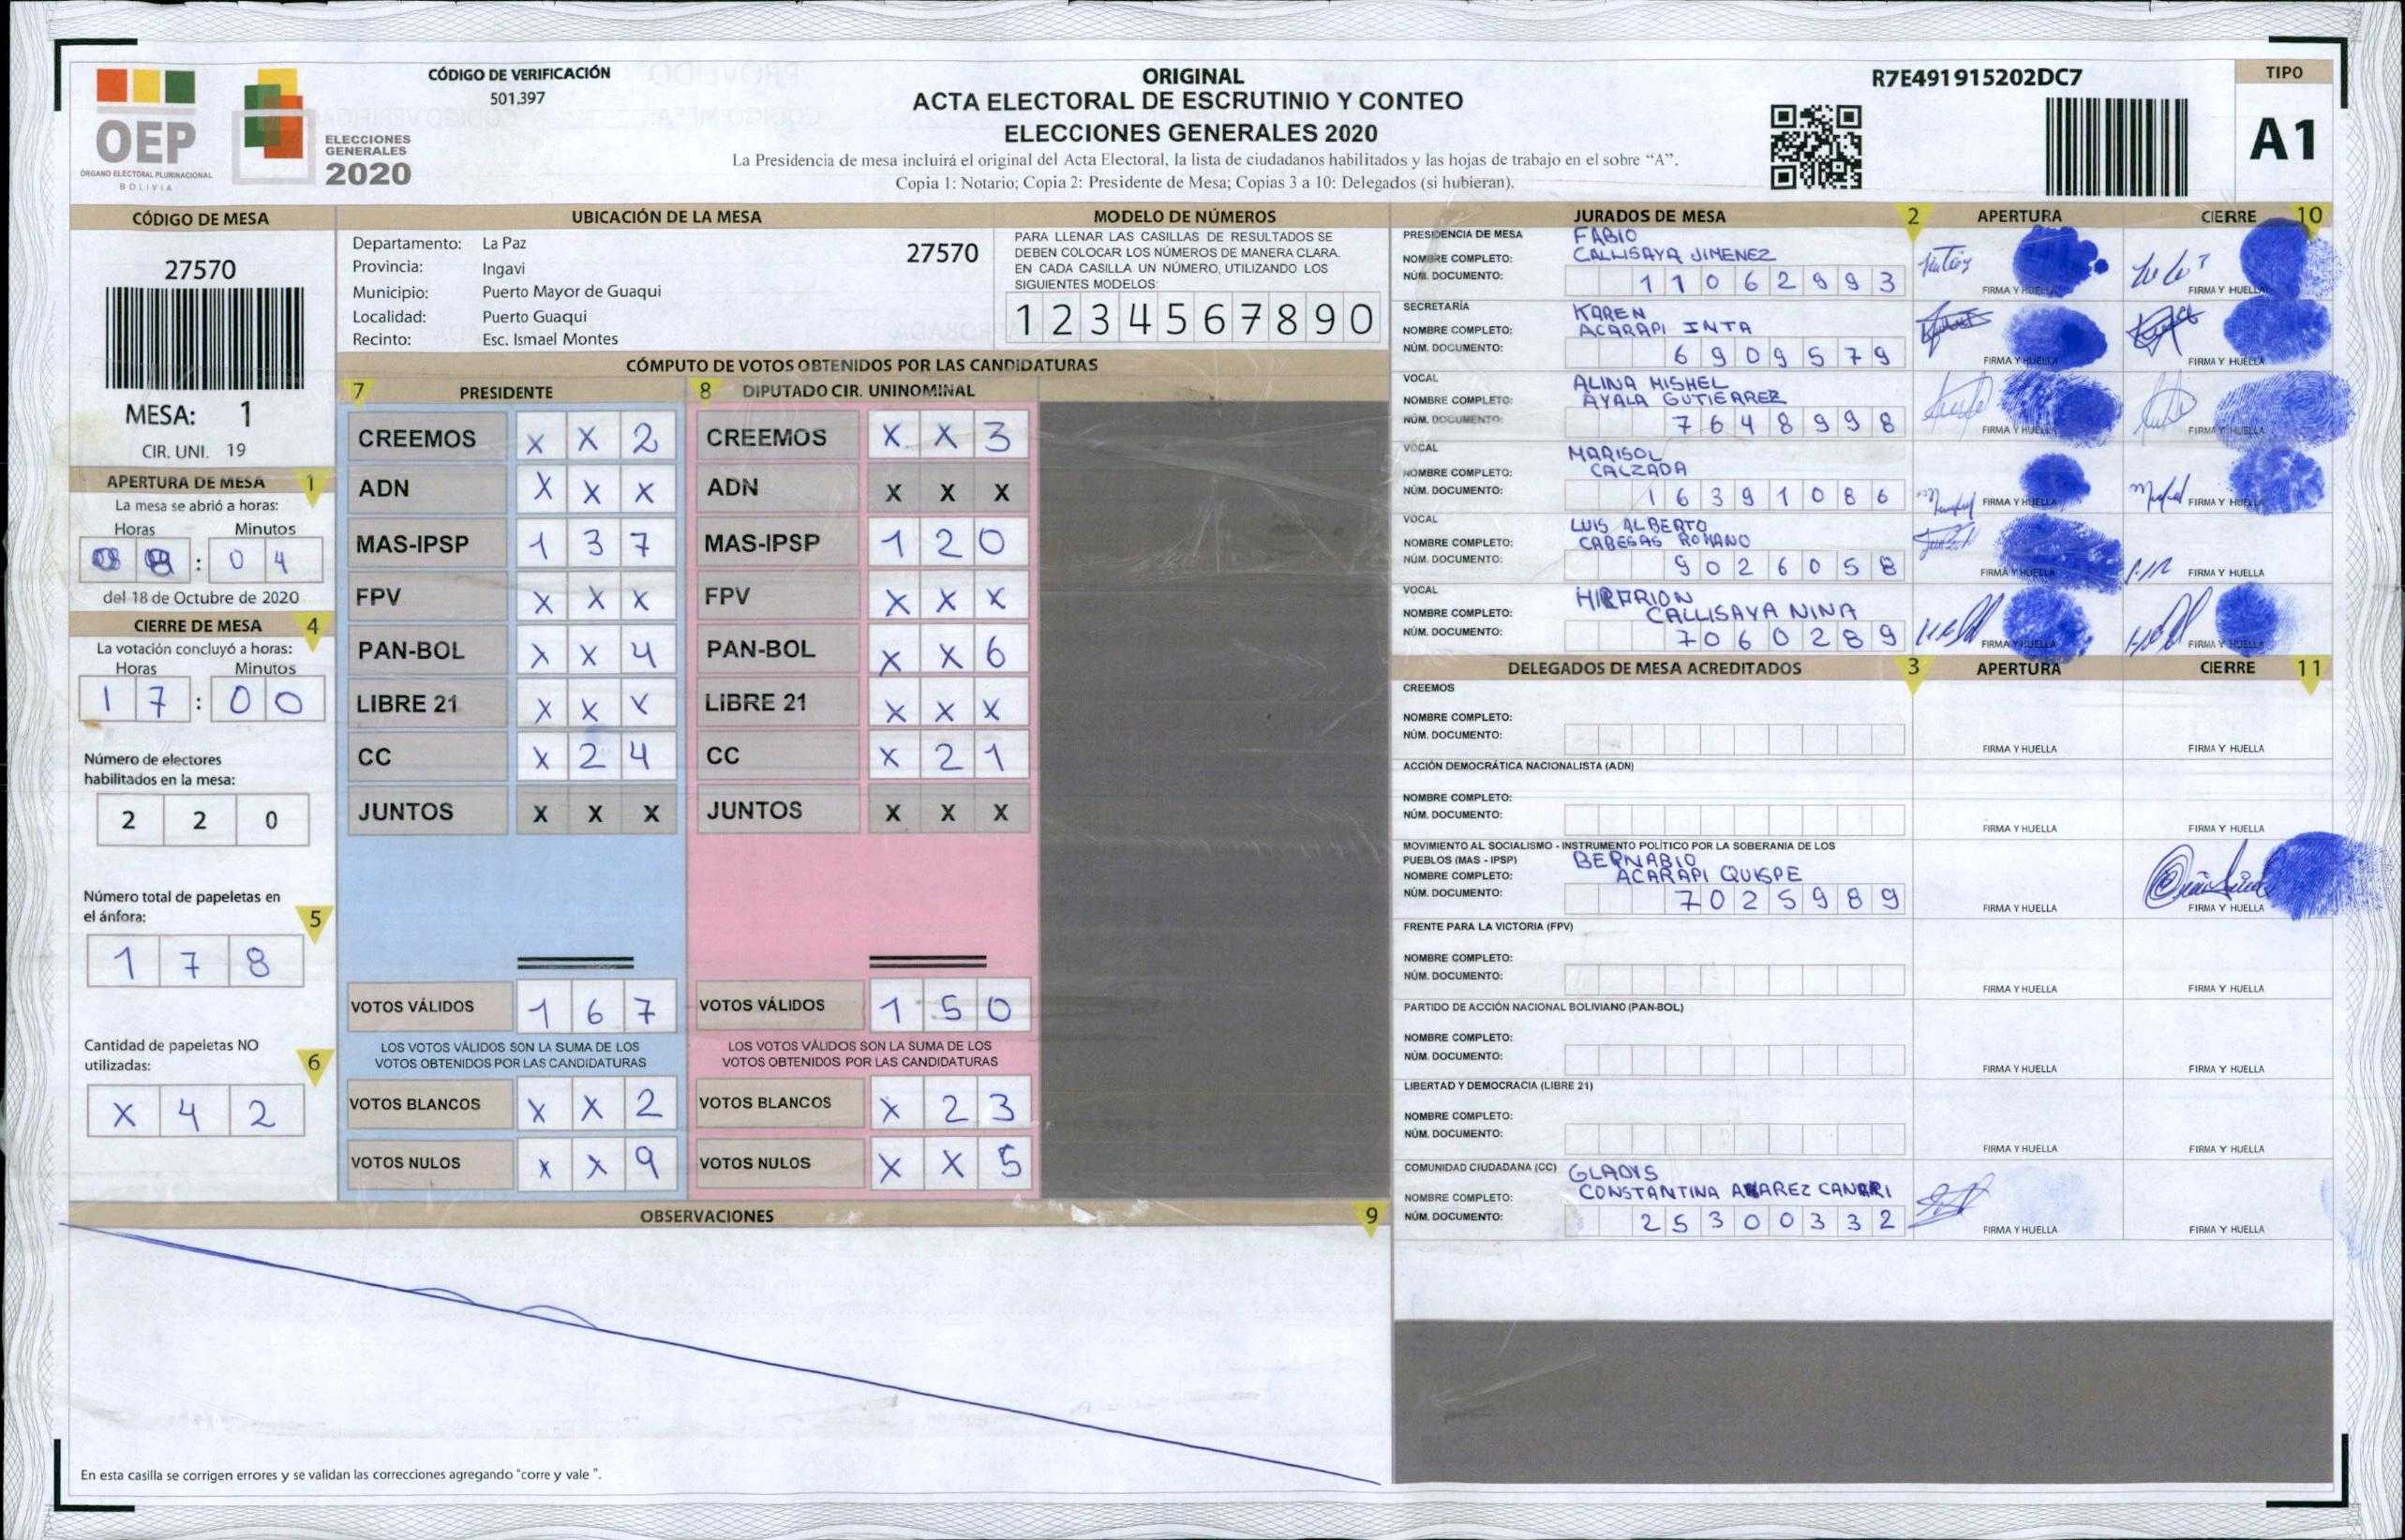 OEP
ÓRGANO ELECTORAL PLURINACIONAL
BOLIVIA
ELECCIONES
GENERALES
2020
CÓDIGO DE VERIFICACIÓN
501.397
ORIGINAL
ACTA ELECTORAL DE ESCRUTINIO Y CONTEO
ELECCIONES GENERALES 2020
La Presidencia de mesa incluirá el original del Acta Electoral, la lista de ciudadanos habilitados y las hojas de trabajo en el sobre “A”.
Copia 1: Notario; Copia 2: Presidente de Mesa; Copias 3 a 10: Delegados (si hubieran).
R7E491915202DC7
TIPO
A1
CÓDIGO DE MESA
27570
MESA: 1
CIR. UNI. 19
APERTURA DE MESA 1
La mesa se abrió a horas:
Horas Minutos
: 0 4
del 18 de Octubre de 2020
CIERRE DE MESA 4
La votación concluyó a horas:
Horas Minutos
1 7 : 0 0
Número de electores
habilitados en la mesa:
2 2 0
Número total de papeletas en
el ánfora: 5
1 7 8
Cantidad de papeletas NO
utilizadas: 6
X 4 2
UBICACIÓN DE LA MESA
Departamento: La Paz 27570
Provincia: Ingavi
Municipio: Puerto Mayor de Guaqui
Localidad: Puerto Guaqui
Recinto: Esc. Ismael Montes
MODELO DE NÚMEROS
PARA LLENAR LAS CASILLAS DE RESULTADOS SE
DEBEN COLOCAR LOS NÚMEROS DE MANERA CLARA.
EN CADA CASILLA UN NÚMERO, UTILIZANDO LOS
SIGUIENTES MODELOS:
1 2 3 4 5 6 7 8 9 0
CÓMPUTO DE VOTOS OBTENIDOS POR LAS CANDIDATURAS
7 PRESIDENTE
CREEMOS X X 2
ADN X X X
MAS-IPSP 1 3 7
FPV X X X
PAN-BOL X X 4
LIBRE 21 X X X
CC X 2 4
JUNTOS X X X
VOTOS VÁLIDOS 1 6 7
LOS VOTOS VÁLIDOS SON LA SUMA DE LOS
VOTOS OBTENIDOS POR LAS CANDIDATURAS
VOTOS BLANCOS X X 2
VOTOS NULOS X X 9
8 DIPUTADO CIR. UNINOMINAL
CREEMOS X X 3
ADN X X X
MAS-IPSP 1 2 0
FPV X X X
PAN-BOL X X 6
LIBRE 21 X X X
CC X 2 1
JUNTOS X X X
VOTOS VÁLIDOS 1 5 0
LOS VOTOS VÁLIDOS SON LA SUMA DE LOS
VOTOS OBTENIDOS POR LAS CANDIDATURAS
VOTOS BLANCOS X 2 3
VOTOS NULOS X X 5
OBSERVACIONES 9
En esta casilla se corrigen errores y se validan las correcciones agregando "corre y vale ".
JURADOS DE MESA 2 APERTURA CIERRE 10
PRESIDENCIA DE MESA FABIO
NOMBRE COMPLETO: CALLISAYA JIMENEZ
NÚM. DOCUMENTO: 1 1 0 6 2 9 9 3
FIRMA Y HUELLA FIRMA Y HUELLA
SECRETARÍA KAREN
NOMBRE COMPLETO: ACARAPI INTA
NÚM. DOCUMENTO: 6 9 0 9 5 7 9
FIRMA Y HUELLA FIRMA Y HUELLA
VOCAL ALINA MISHEL
NOMBRE COMPLETO: AYALA GUTIERREZ
NÚM. DOCUMENTO: 7 6 4 8 9 9 8
FIRMA Y HUELLA FIRMA Y HUELLA
VOCAL MARISOL
NOMBRE COMPLETO: CALZADA
NÚM. DOCUMENTO: 1 6 3 9 1 0 8 6
FIRMA Y HUELLA FIRMA Y HUELLA
VOCAL LUIS ALBERTO
NOMBRE COMPLETO: CABEGAS ROMANO
NÚM. DOCUMENTO: 9 0 2 6 0 5 8
FIRMA Y HUELLA FIRMA Y HUELLA
VOCAL
NOMBRE COMPLETO: CALLISAYA NINA
NÚM. DOCUMENTO: 7 0 6 0 2 8 9
FIRMA Y HUELLA FIRMA Y HUELLA
DELEGADOS DE MESA ACREDITADOS 3 APERTURA CIERRE 11
CREEMOS
NOMBRE COMPLETO:
NÚM. DOCUMENTO:
FIRMA Y HUELLA FIRMA Y HUELLA
ACCIÓN DEMOCRÁTICA NACIONALISTA (ADN)
NOMBRE COMPLETO:
NÚM. DOCUMENTO:
FIRMA Y HUELLA FIRMA Y HUELLA
MOVIMIENTO AL SOCIALISMO - INSTRUMENTO POLÍTICO POR LA SOBERANIA DE LOS
PUEBLOS (MAS - IPSP) BERNABIO
NOMBRE COMPLETO: ACARAPI QUISPE
NÚM. DOCUMENTO: 7 0 2 5 9 8 9
FIRMA Y HUELLA FIRMA Y HUELLA
FRENTE PARA LA VICTORIA (FPV)
NOMBRE COMPLETO:
NÚM. DOCUMENTO:
FIRMA Y HUELLA FIRMA Y HUELLA
PARTIDO DE ACCIÓN NACIONAL BOLIVIANO (PAN-BOL)
NOMBRE COMPLETO:
NÚM. DOCUMENTO:
FIRMA Y HUELLA FIRMA Y HUELLA
LIBERTAD Y DEMOCRACIA (LIBRE 21)
NOMBRE COMPLETO:
NÚM. DOCUMENTO:
FIRMA Y HUELLA FIRMA Y HUELLA
COMUNIDAD CIUDADANA (CC) GLADYS
NOMBRE COMPLETO: CONSTANTINA
NÚM. DOCUMENTO: 2 5 3 0 0 3 3 2
FIRMA Y HUELLA FIRMA Y HUELLA